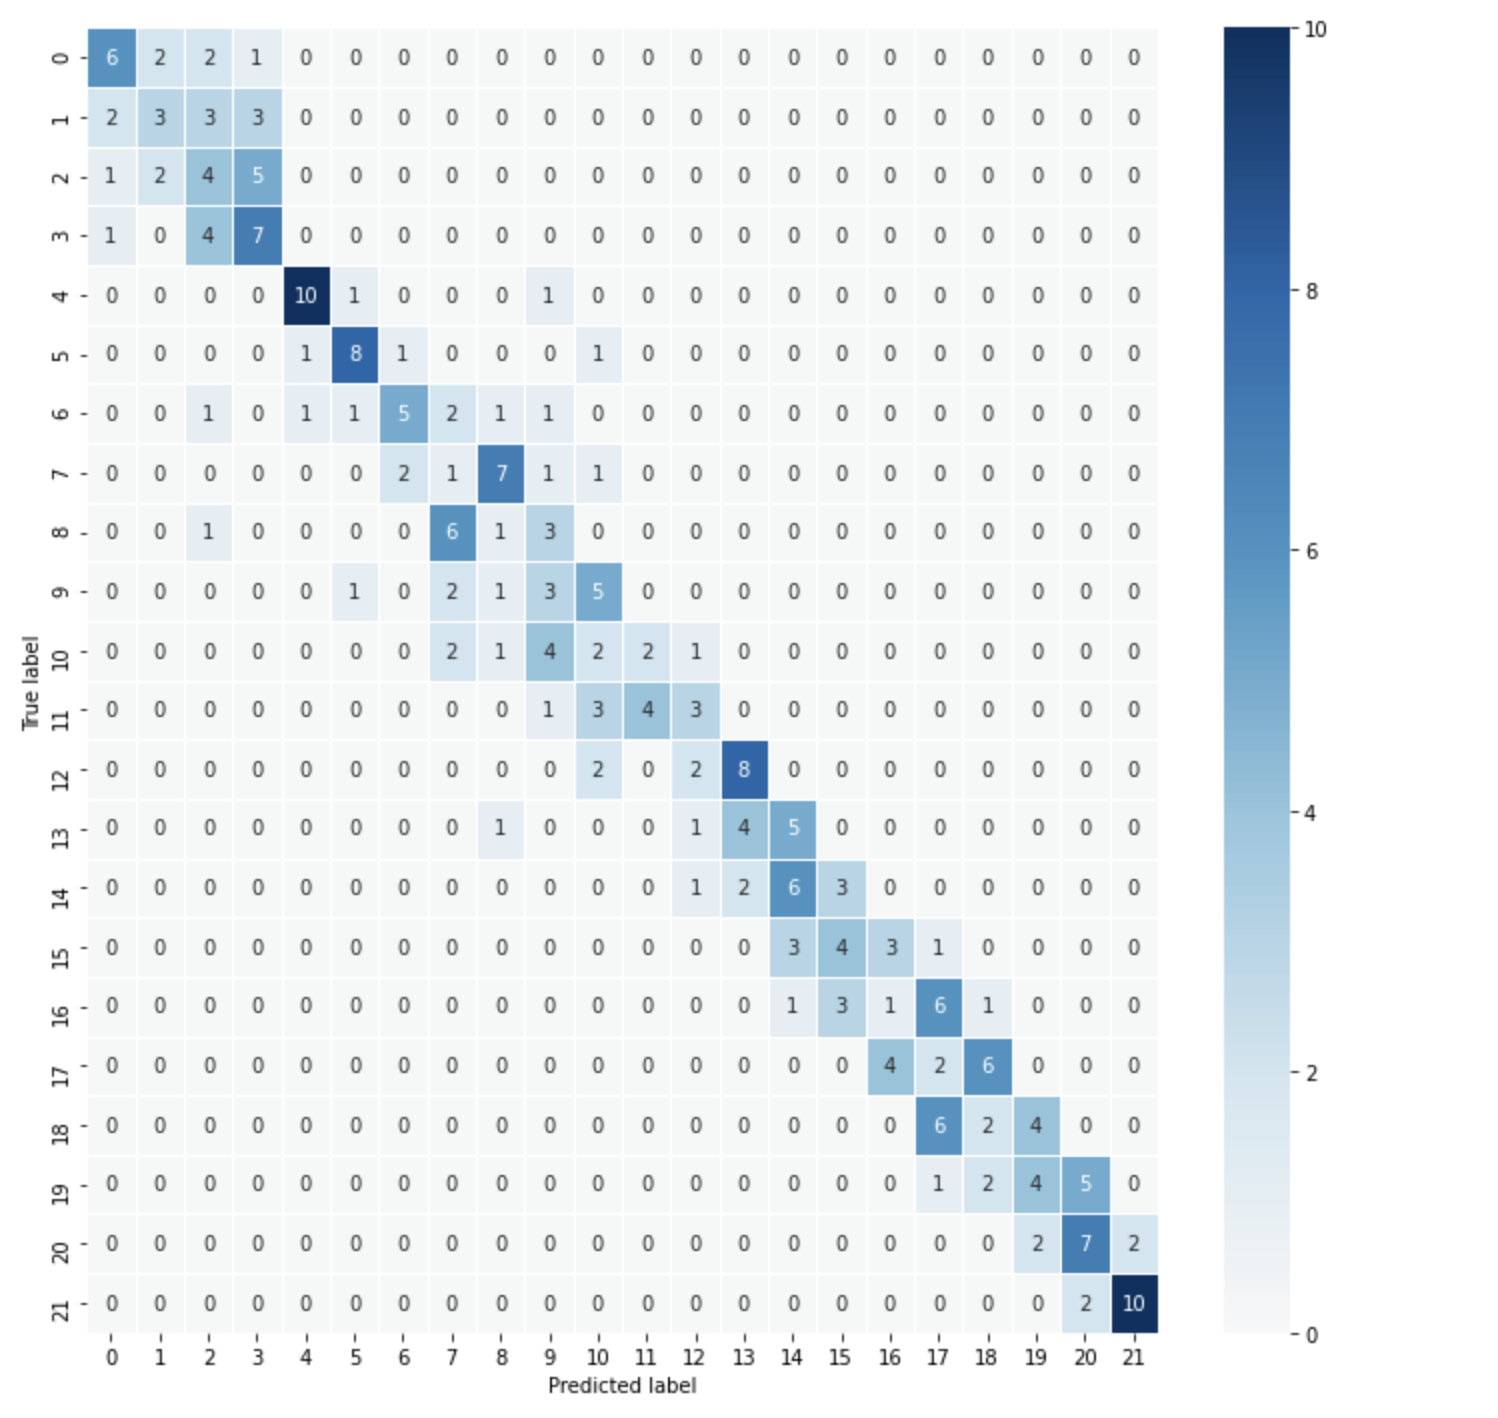 0 6 2 2 1 0 0 0 0 0 0 0 0 0 0 0 0 0 0 0 0 0 0
1 2 3 3 3 0 0 0 0 0 0 0 0 0 0 0 0 0 0 0 0 0 0
2 1 2 4 5 0 0 0 0 0 0 0 0 0 0 0 0 0 0 0 0 0 0
3 1 0 4 7 0 0 0 0 0 0 0 0 0 0 0 0 0 0 0 0 0 0
4 0 0 0 0 10 1 0 0 0 1 0 0 0 0 0 0 0 0 0 0 0 0
5 0 0 0 0 1 8 1 0 0 0 1 0 0 0 0 0 0 0 0 0 0 0
6 0 0 1 0 1 1 5 2 1 1 0 0 0 0 0 0 0 0 0 0 0 0
7 0 0 0 0 0 0 2 1 7 1 1 0 0 0 0 0 0 0 0 0 0 0
8 0 0 1 0 0 0 0 6 1 3 0 0 0 0 0 0 0 0 0 0 0 0
9 0 0 0 0 0 1 0 2 1 3 5 0 0 0 0 0 0 0 0 0 0 0
10 0 0 0 0 0 0 0 2 1 4 2 2 1 0 0 0 0 0 0 0 0 0
11 0 0 0 0 0 0 0 0 0 1 3 4 3 0 0 0 0 0 0 0 0 0
12 0 0 0 0 0 0 0 0 0 0 2 0 2 8 0 0 0 0 0 0 0 0
13 0 0 0 0 0 0 0 0 1 0 0 0 1 4 5 0 0 0 0 0 0 0
14 0 0 0 0 0 0 0 0 0 0 0 0 1 2 6 3 0 0 0 0 0 0
15 0 0 0 0 0 0 0 0 0 0 0 0 0 0 3 4 3 1 0 0 0 0
16 0 0 0 0 0 0 0 0 0 0 0 0 0 0 1 3 1 6 1 0 0 0
17 0 0 0 0 0 0 0 0 0 0 0 0 0 0 0 0 4 2 6 0 0 0
18 0 0 0 0 0 0 0 0 0 0 0 0 0 0 0 0 0 6 2 4 0 0
19 0 0 0 0 0 0 0 0 0 0 0 0 0 0 0 0 0 1 2 4 5 0
20 0 0 0 0 0 0 0 0 0 0 0 0 0 0 0 0 0 0 0 2 7 2
21 0 0 0 0 0 0 0 0 0 0 0 0 0 0 0 0 0 0 0 0 2 10
0 1 2 3 4 5 6 7 8 9 10 11 12 13 14 15 16 17 18 19 20 21
Predicted label
True label
10
8
6
4
2
0